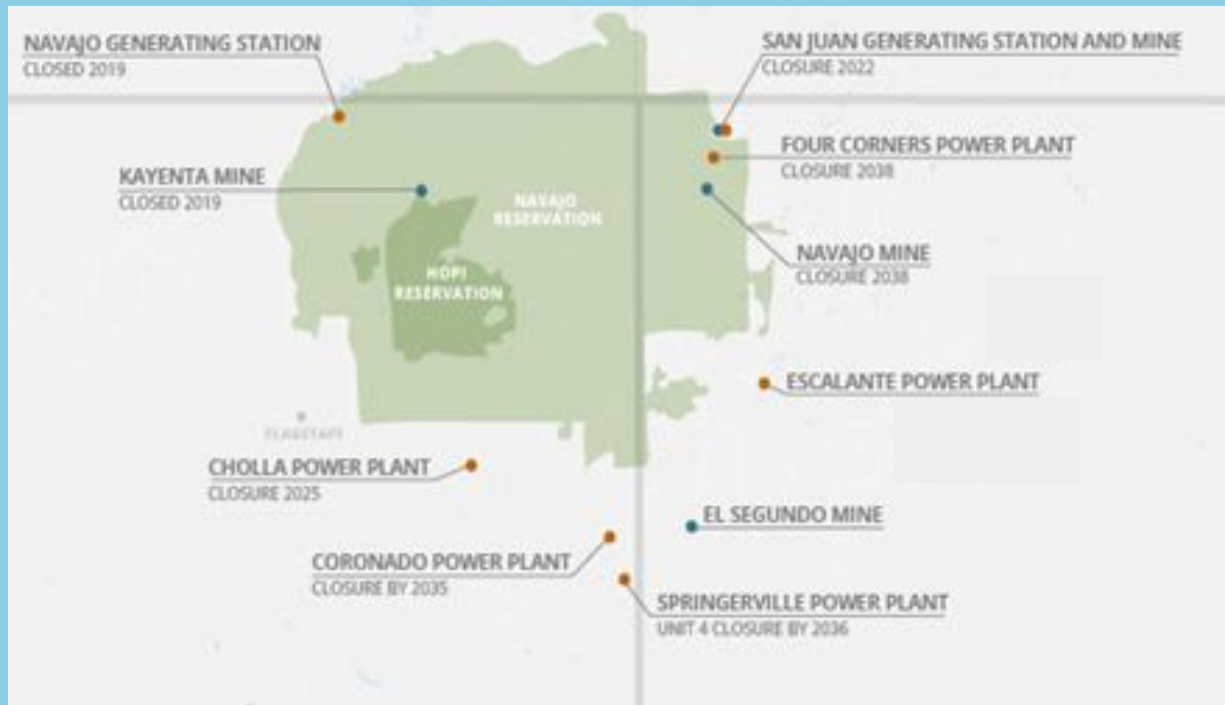 NAVAJO GENERATING STATION
CLOSED 2019
SAN JUAN GENERATING STATION AND MINE
CLOSURE 2022
FOUR CORNERS POWER PLANT
CLOSURE 2038
KAYENTA MINE
CLOSED 2019
NAVAJO
RESERVATION
NAVAJO MINE
CLOSURE 2038
HOPI
RESERVATION
ESCALANTE POWER PLANT
FLAGSTAFF
CHOLLA POWER PLANT
CLOSURE 2025
EL SEGUNDO MINE
CORONADO POWER PLANT
CLOSURE BY 2035
SPRINGERVILLE POWER PLANT
UNIT 4 CLOSURE BY 2036